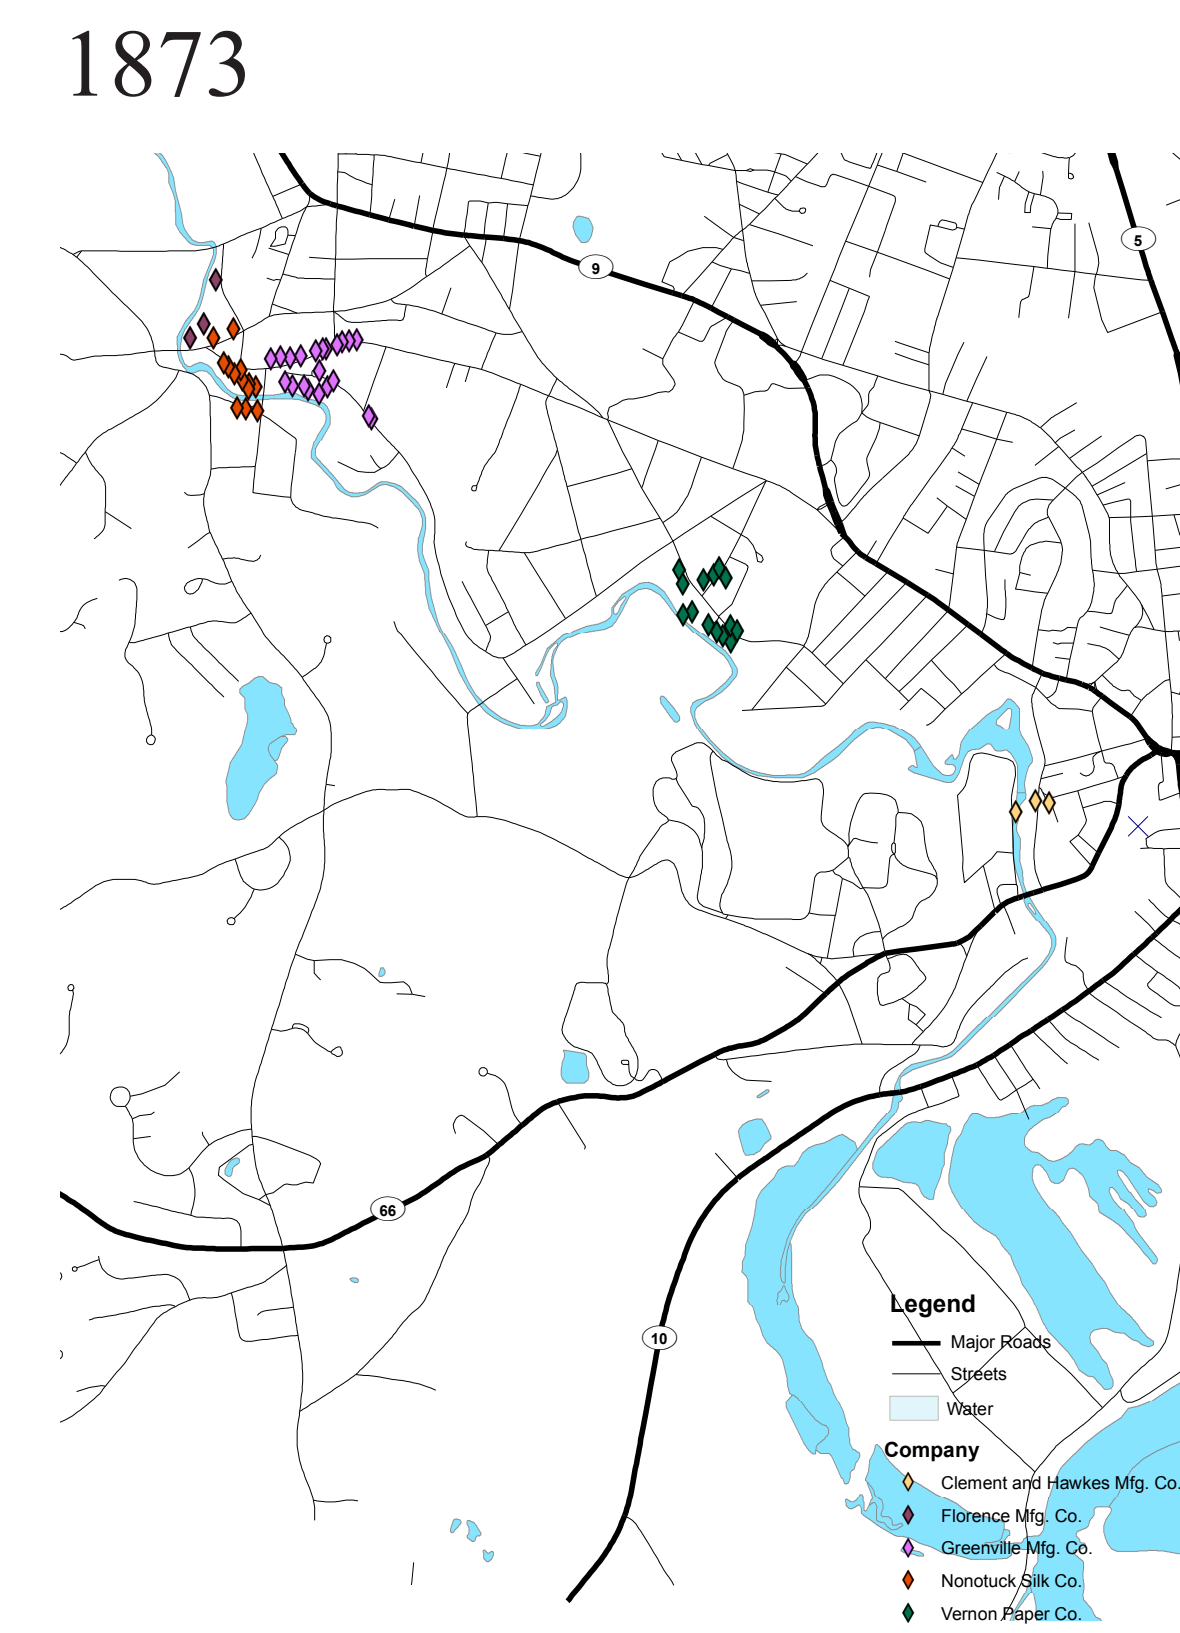 1873
5
9
66
10
Legend
Major Roads
Streets
Water
Company
Clement and Hawkes Mfg. Co.
Florence Mfg. Co.
Greenville Mfg. Co.
Nonotuck Silk Co.
Vernon Paper Co.